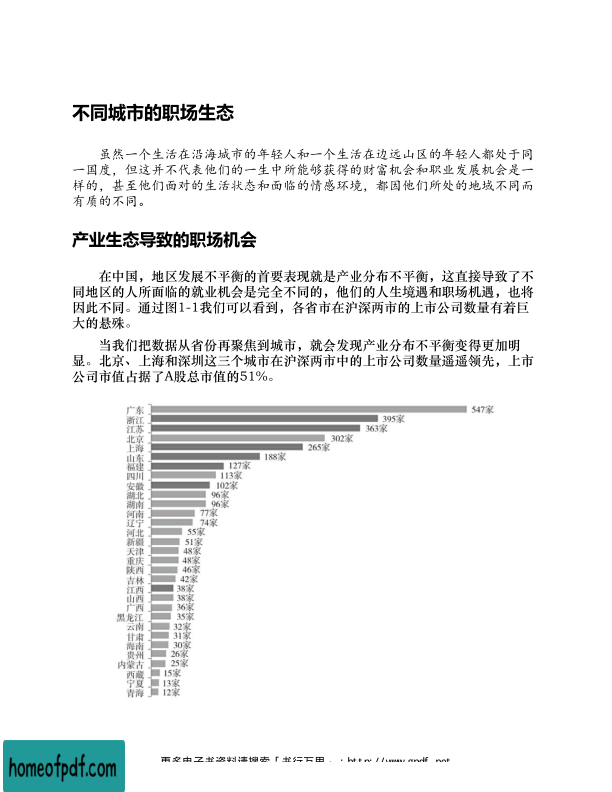 不同城市的职场生态
虽然一个生活在沿海城市的年轻人和一个生活在边远山区的年轻人都处于同
一国度，但这并不代表他们的一生中所能够获得的财富机会和职业发展机会是一
样的，甚至他们面对的生活状态和面临的情感环境，都因他们所处的地域不同而
有质的不同。
产业生态导致的职场机会
在中国，地区发展不平衡的首要表现就是产业分布不平衡，这直接导致了不
同地区的人所面临的就业机会是完全不同的，他们的人生境遇和职场机遇，也将
因此不同。通过图1-1我们可以看到，各省市在沪深两市的上市公司数量有着巨
大的悬殊。
当我们把数据从省份再聚焦到城市，就会发现产业分布不平衡变得更加明
显。北京、上海和深圳这三个城市在沪深两市中的上市公司数量遥遥领先，上市
公司市值占据了A股总市值的51%。
广东 547家
浙江 395家
江苏 363家
北京 302家
上海 265家
山东 188家
福建 127家
四川 113家
安徽 102家
湖北 96家
湖南 96家
河南 77家
辽宁 74家
河北 55家
新疆 51家
天津 48家
重庆 48家
陕西 46家
吉林 42家
江西 38家
山西 38家
广西 36家
黑龙江 35家
云南 32家
甘肃 31家
海南 30家
贵州 26家
内蒙古 25家
西藏 15家
宁夏 13家
青海 12家
更多电子书资料请搜索「书行万里」：http://www.gpdf.net
homeofpdf.com